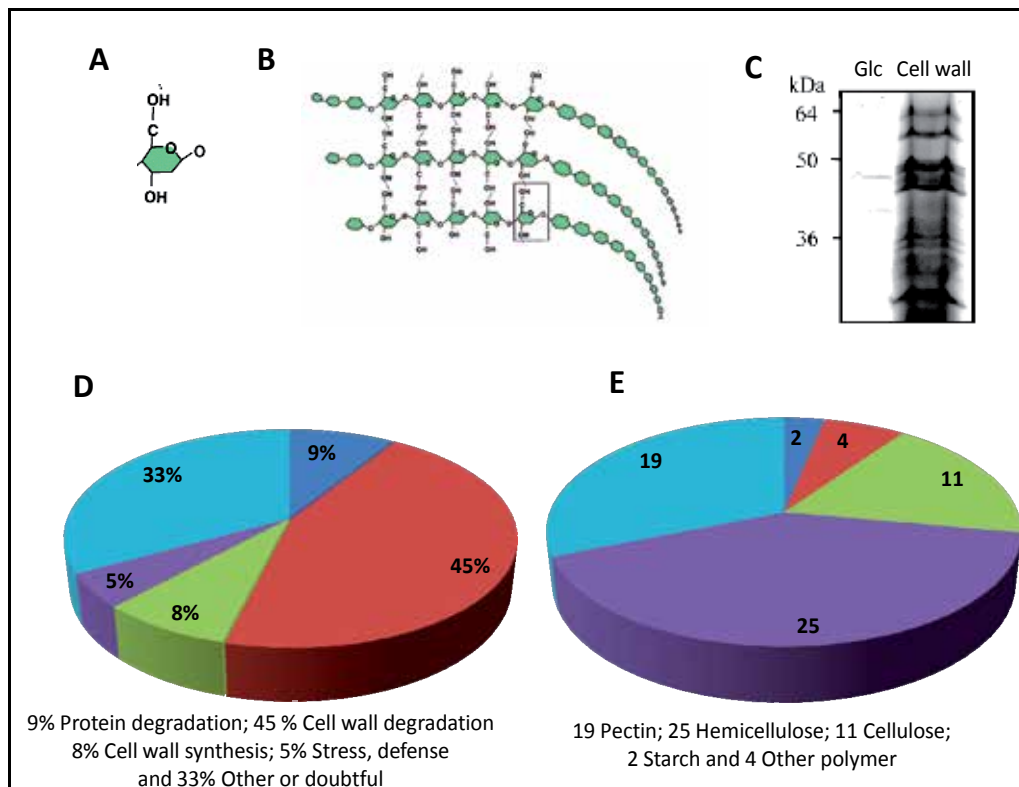 A
B
C
Glc Cell wall
kDa
64
50
36
OH
C
O
O
OH
D
33%
9%
5%
8%
45%
9% Protein degradation; 45 % Cell wall degradation
8% Cell wall synthesis; 5% Stress, defense
and 33% Other or doubtful
E
19
2
4
11
25
19 Pectin; 25 Hemicellulose; 11 Cellulose;
2 Starch and 4 Other polymer